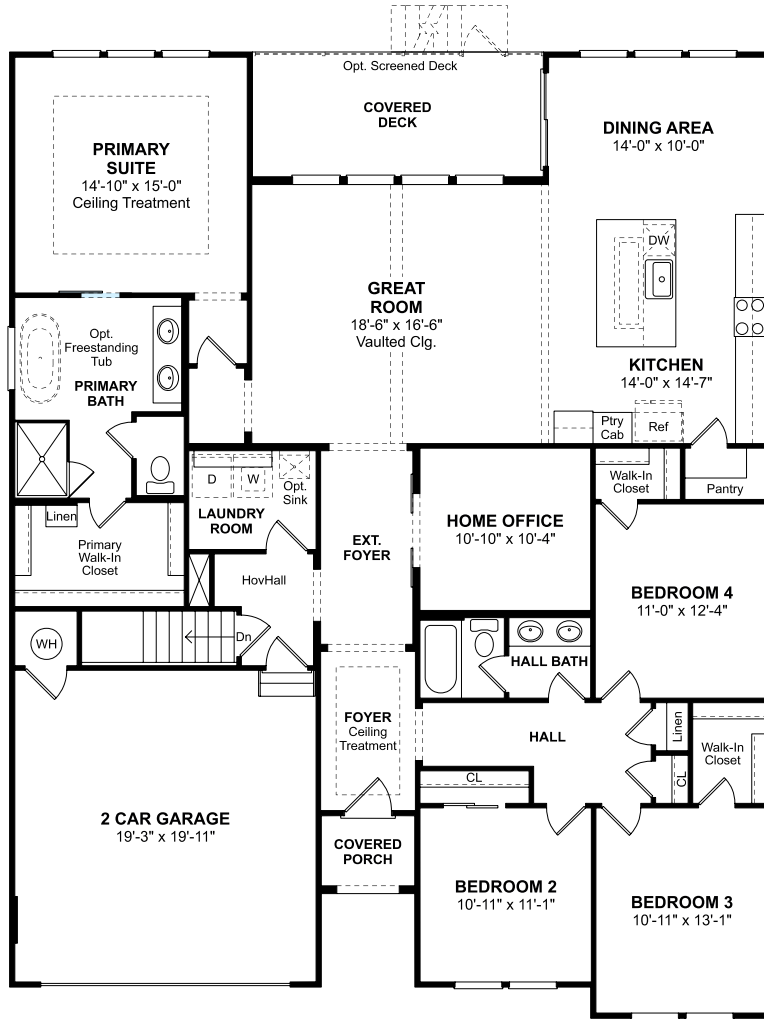 Opt. Screened Deck
COVERED
DECK
PRIMARY
SUITE
14'-10" x 15'-0"
Ceiling Treatment
DINING AREA
14'-0" x 10'-0"
DW
GREAT
ROOM
18'-6" x 16'-6"
Vaulted Clg.
Opt.
Freestanding
Tub
PRIMARY
BATH
KITCHEN
14'-0" x 14'-7"
Ptry
Cab
Ref
D
W
Opt.
Sink
LAUNDRY
ROOM
Walk-In
Closet
Pantry
Linen
Primary
Walk-In
Closet
HOME OFFICE
10'-10" x 10'-4"
EXT.
FOYER
HovHall
BEDROOM 4
11'-0" x 12'-4"
WH
Dn
HALL BATH
FOYER
Ceiling
Treatment
HALL
Linen
Walk-In
Closet
CL
CL
2 CAR GARAGE
19'-3" x 19'-11"
COVERED
PORCH
BEDROOM 2
10'-11" x 11'-1"
BEDROOM 3
10'-11" x 13'-1"